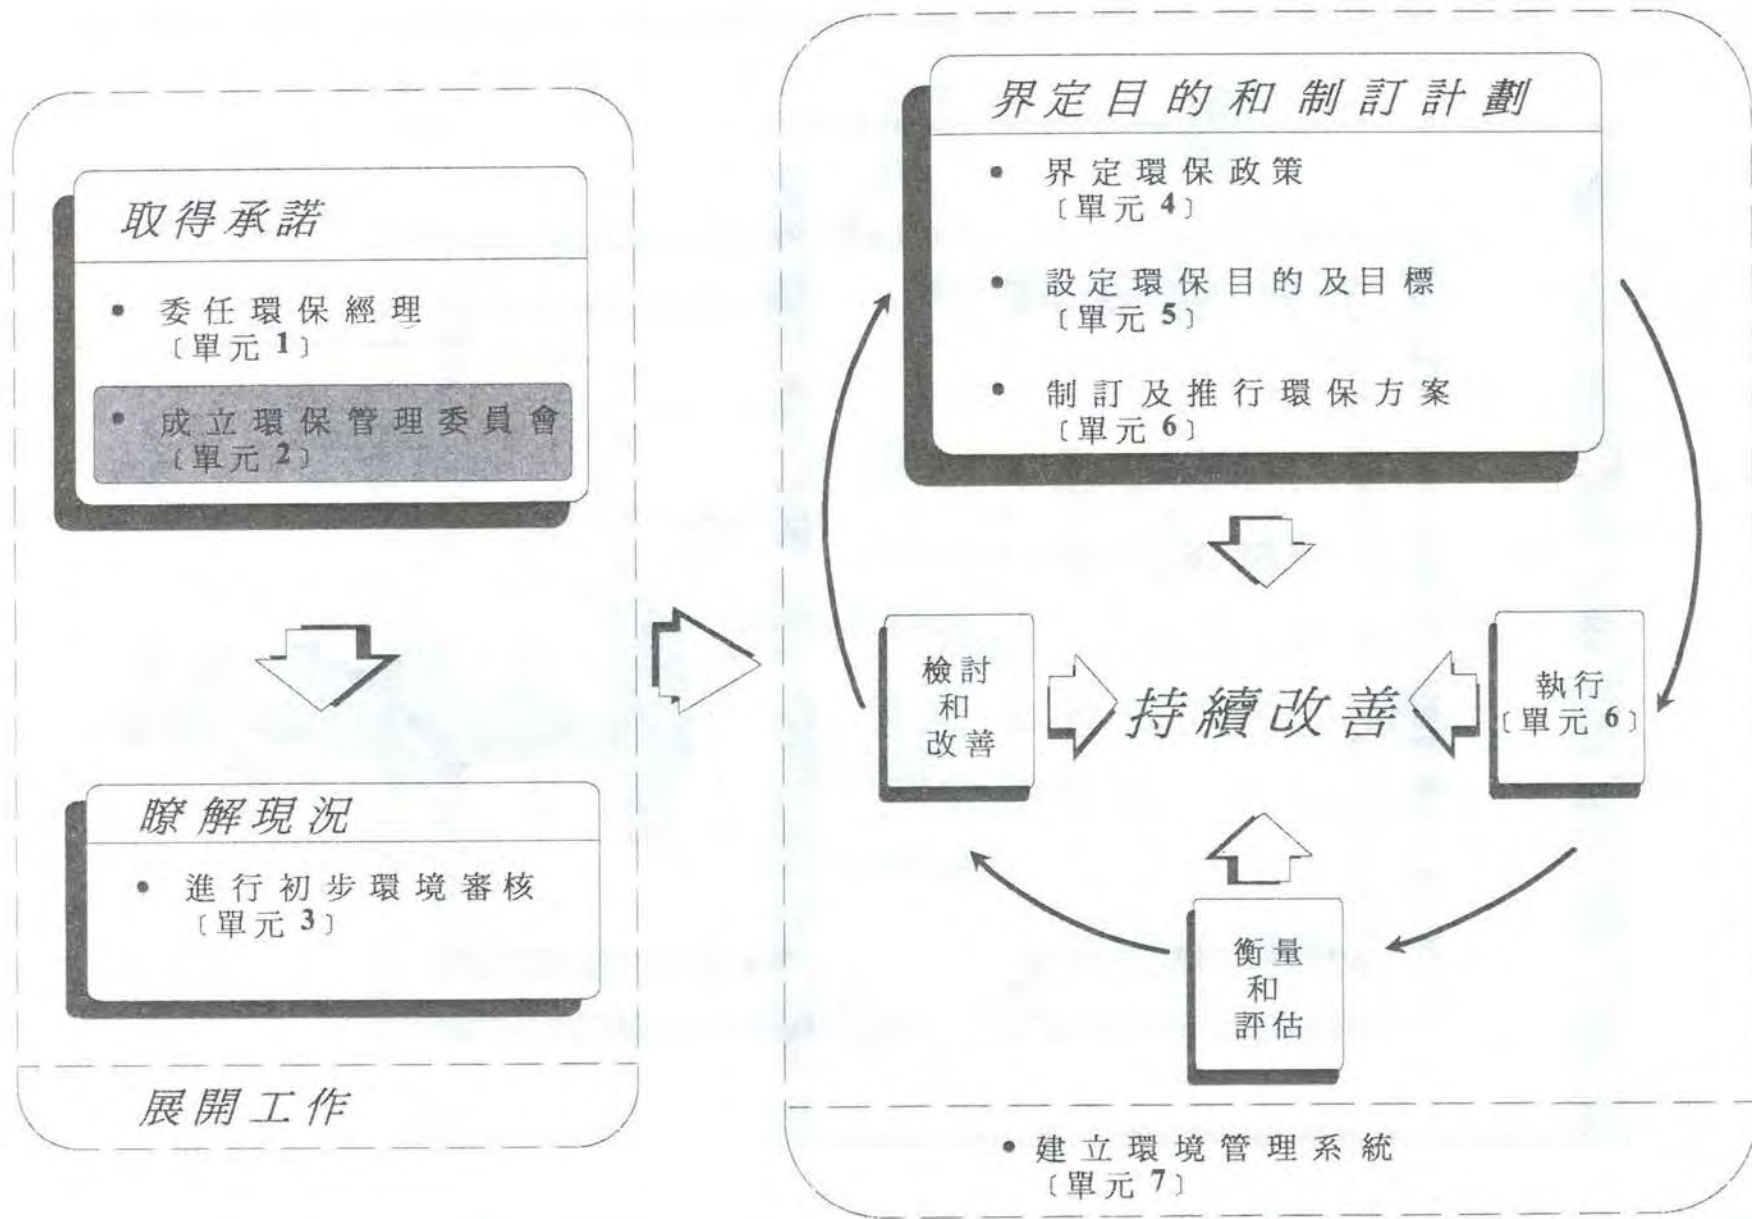 取得承諾
• 委任環保經理
〔單元 1〕
• 成立環保管理委員會
〔單元 2〕
瞭解現況
• 進行初步環境審核
〔單元 3〕
展開工作
界定目的和制訂計劃
• 界定環保政策
〔單元 4〕
• 設定環保目的及目標
〔單元 5〕
• 制訂及推行環保方案
〔單元 6〕
檢討
和
改善
持續改善
執行
〔單元 6〕
衡量
和
評估
• 建立環境管理系統
〔單元 7〕